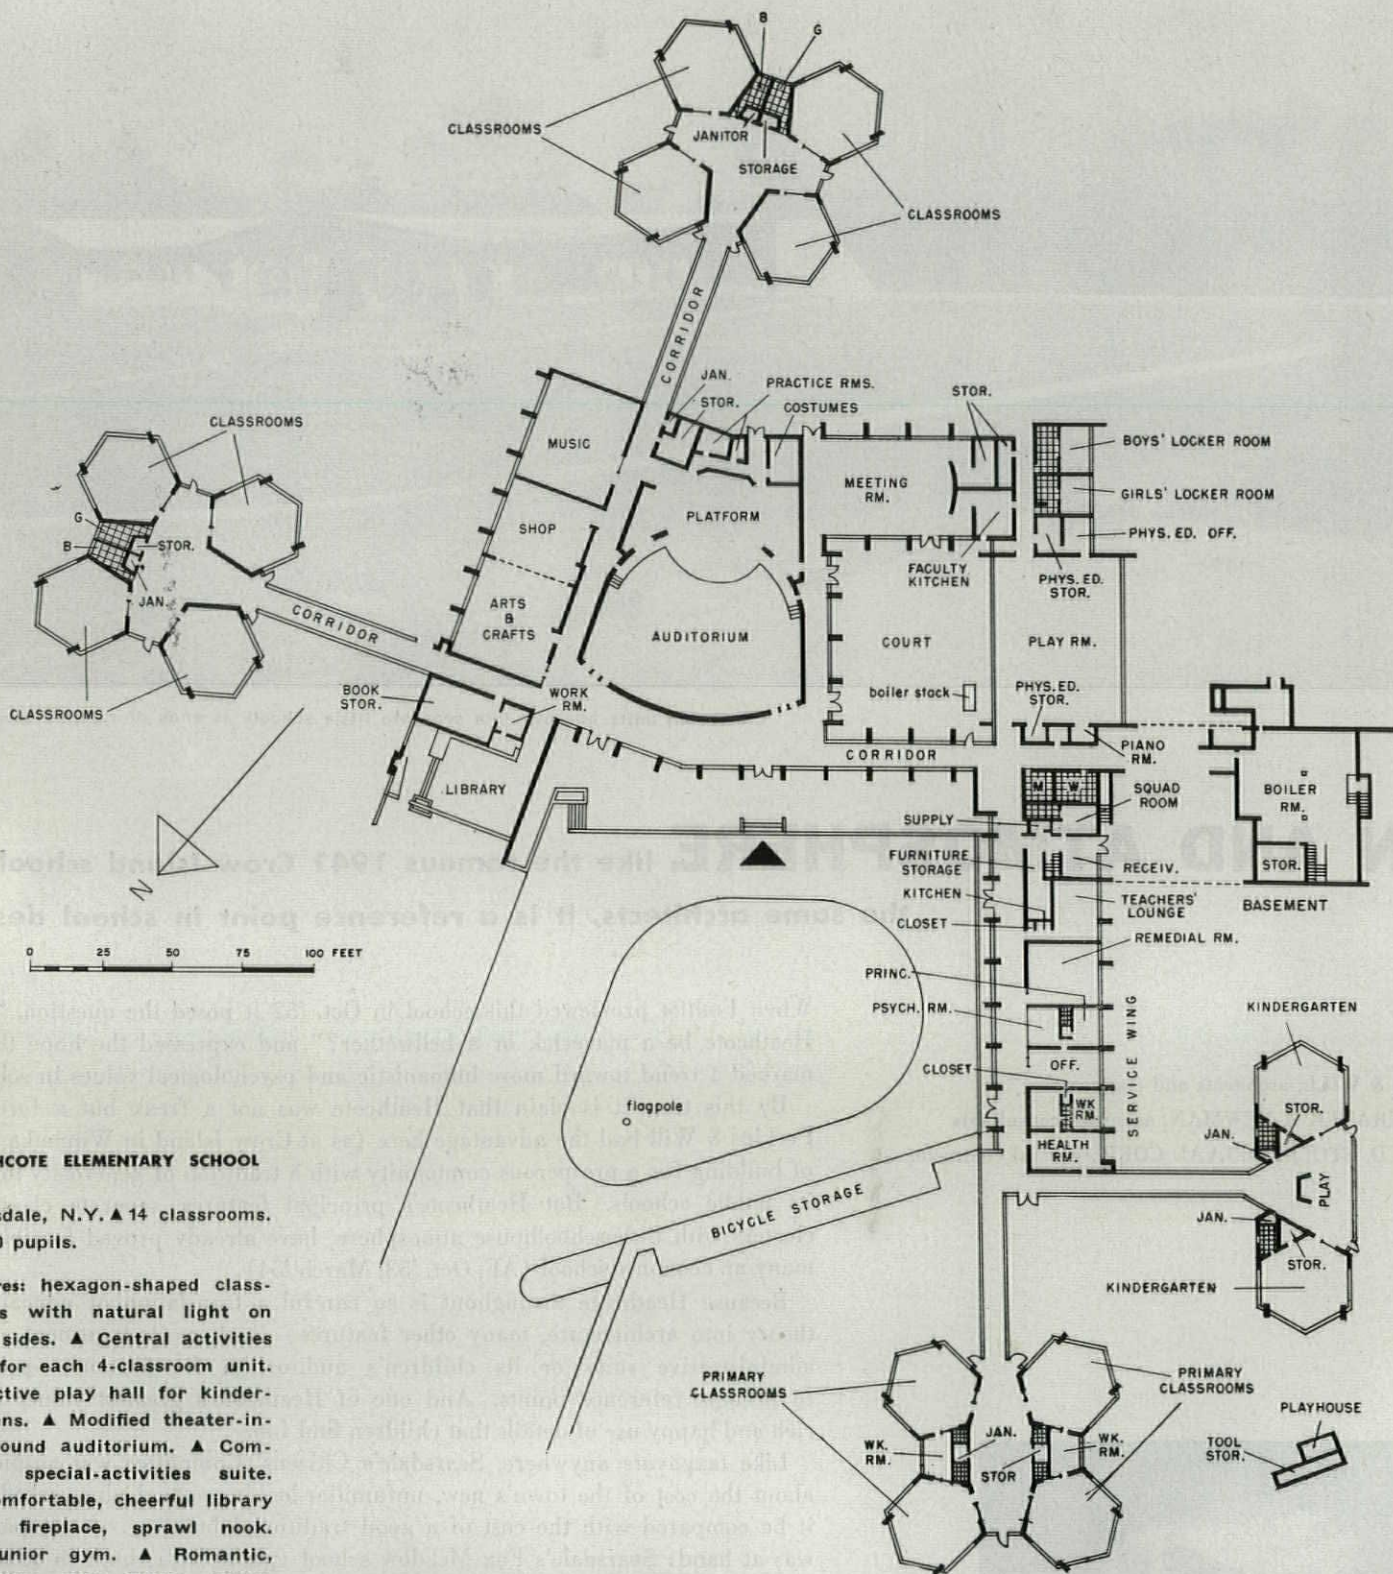 B
G
CLASSROOMS
JANITOR
STORAGE
CLASSROOMS
CORRIDOR
JAN.
STOR.
PRACTICE RMS.
COSTUMES
STOR.
CLASSROOMS
MUSIC
MEETING
RM.
BOYS' LOCKER ROOM
GIRLS' LOCKER ROOM
PHYS. ED. OFF.
G
B
STOR.
JAN.
SHOP
PLATFORM
FACULTY
KITCHEN
PHYS. ED.
STOR.
CORRIDOR
ARTS
&
CRAFTS
AUDITORIUM
COURT
PLAY RM.
CLASSROOMS
BOOK
STOR.
WORK
RM.
boiler stack
PHYS. ED.
STOR.
PIANO
RM.
CORRIDOR
LIBRARY
M
W
SQUAD
ROOM
BOILER
RM.
SUPPLY
FURNITURE
STORAGE
RECEIV.
STOR.
KITCHEN
TEACHERS'
LOUNGE
BASEMENT
CLOSET
REMEDIAL RM.
N
0 25 50 75 100 FEET
PRINC.
PSYCH. RM.
SERVICE WING
KINDERGARTEN
OFF.
CLOSET
WK
RM.
HEALTH
RM.
STOR.
JAN.
PLAY
JAN.
STOR.
KINDERGARTEN
flagpole
BICYCLE STORAGE
PRIMARY
CLASSROOMS
PRIMARY
CLASSROOMS
WK.
RM.
JAN.
STOR
WK.
RM.
PLAYHOUSE
TOOL
STOR.
HCOTE ELEMENTARY SCHOOL
sdale, N.Y. ▲ 14 classrooms.
0 pupils.
res: hexagon-shaped class-
s with natural light on
sides. ▲ Central activities
for each 4-classroom unit.
ctive play hall for kinder-
ns. ▲ Modified theater-in-
ound auditorium. ▲ Com-
special-activities suite.
omfortable, cheerful library
fireplace, sprawl nook.
unior gym. ▲ Romantic,